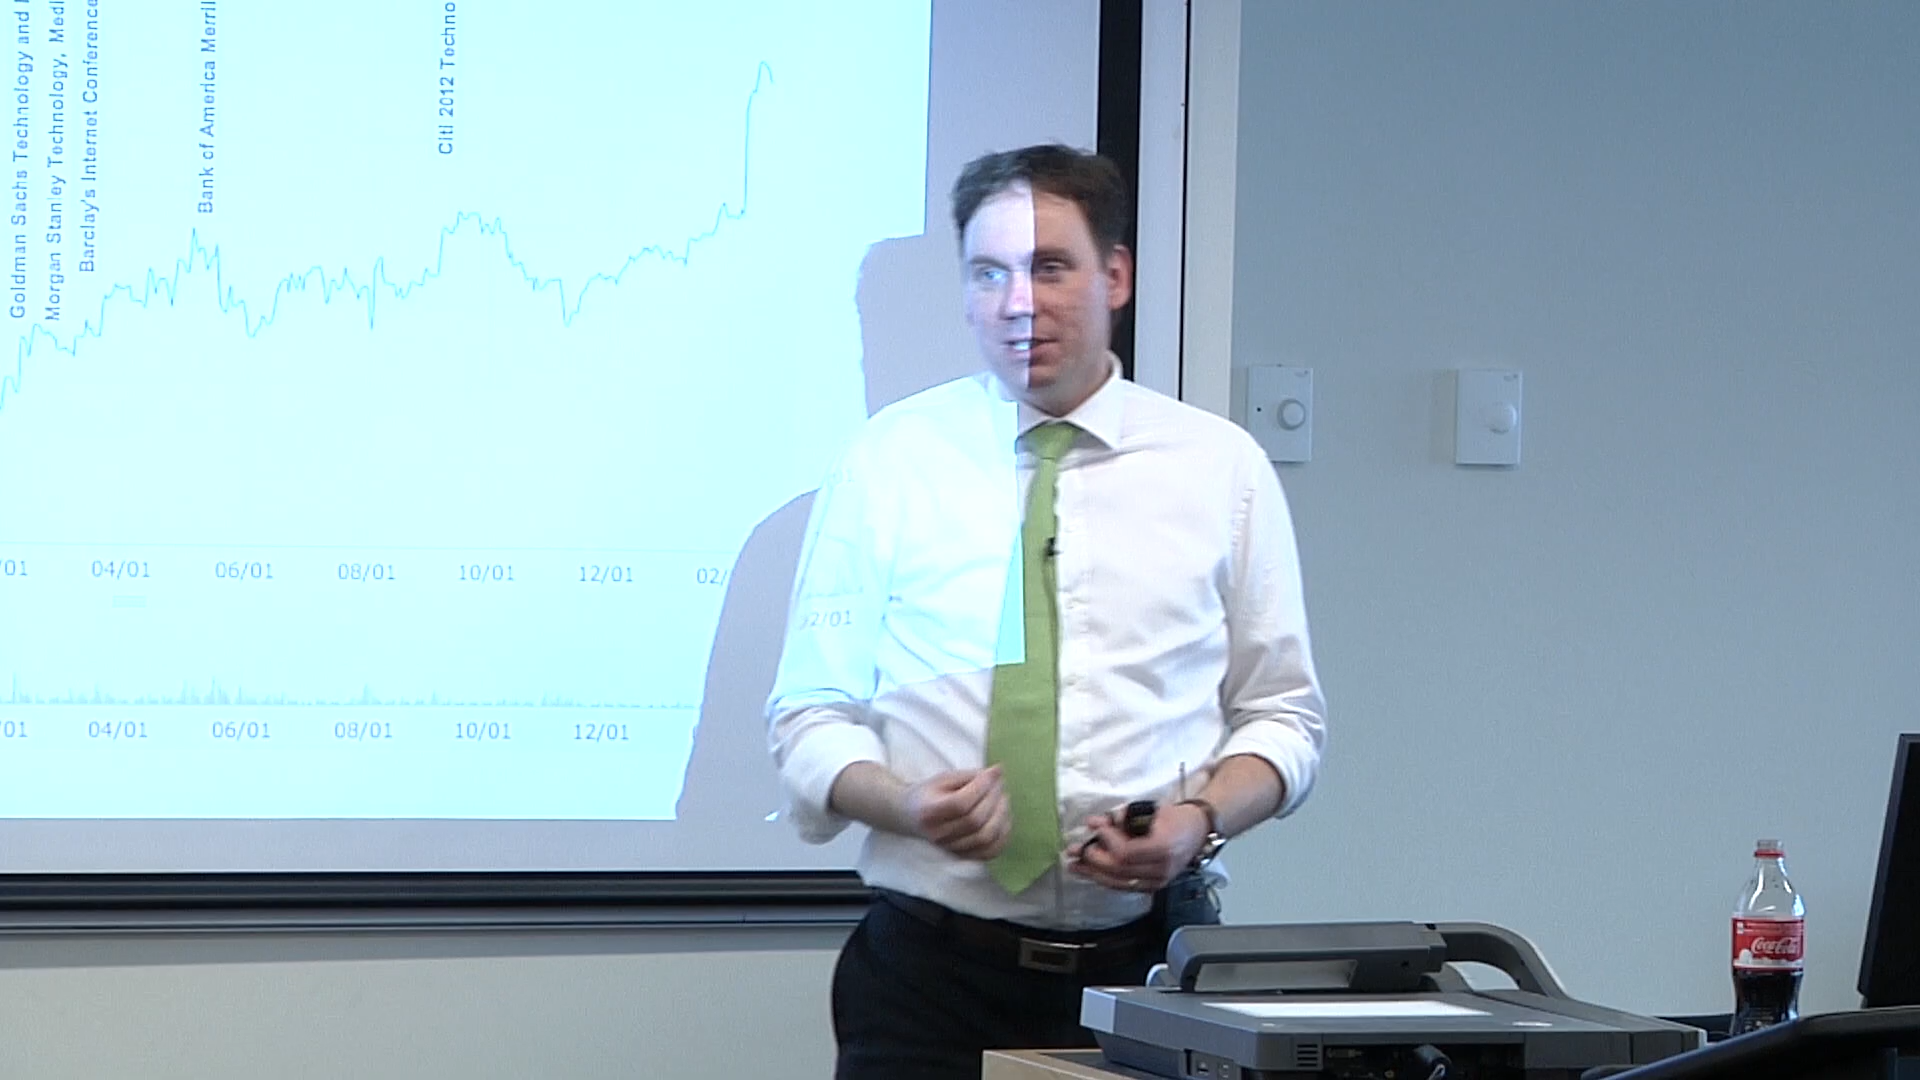 Goldman Sachs Technology and
Morgan Stanley Technology, Medi
Barclay's Internet Conference
Bank of America Merril
Citi 2012 Techno
/01 04/01 06/01 08/01 10/01 12/01 02/
02/01
/01 04/01 06/01 08/01 10/01 12/01
Coca-Cola